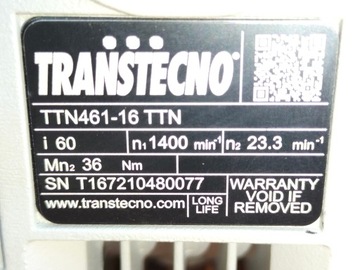 TRANSTECNO
TTN461-16 TTN
i 60 n₁ 1400 min⁻¹ n₂ 23.3 min⁻¹
Mn₂ 36 Nm
SN T167210480077
www.transtecno.com
LONG LIFE
WARRANTY
VOID IF
REMOVED